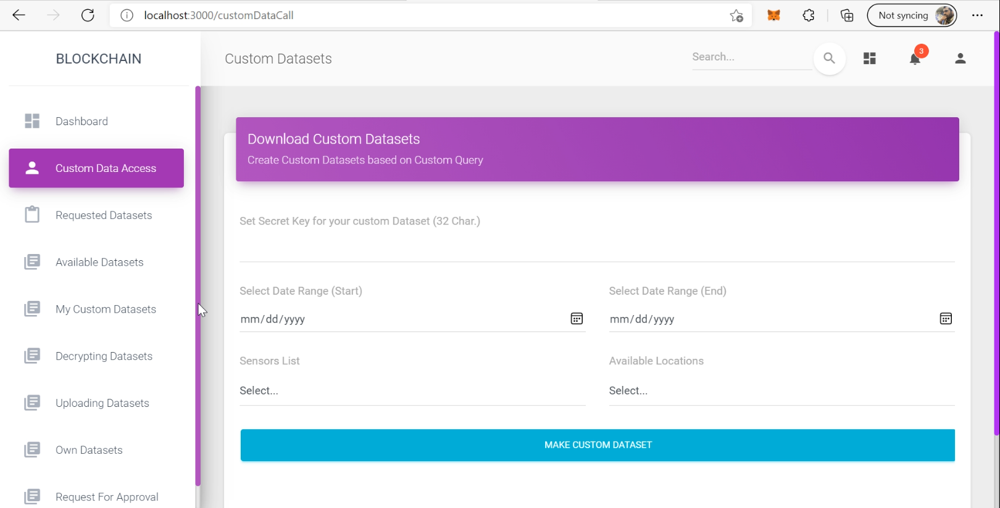 localhost:3000/customDataCall
Not syncing
BLOCKCHAIN
Custom Datasets
Search...
3
Dashboard
Custom Data Access
Requested Datasets
Available Datasets
My Custom Datasets
Decrypting Datasets
Uploading Datasets
Own Datasets
Request For Approval
Download Custom Datasets
Create Custom Datasets based on Custom Query
Set Secret Key for your custom Dataset (32 Char.)
Select Date Range (Start)
Select Date Range (End)
mm/dd/yyyy
mm/dd/yyyy
Sensors List
Available Locations
Select...
Select...
MAKE CUSTOM DATASET